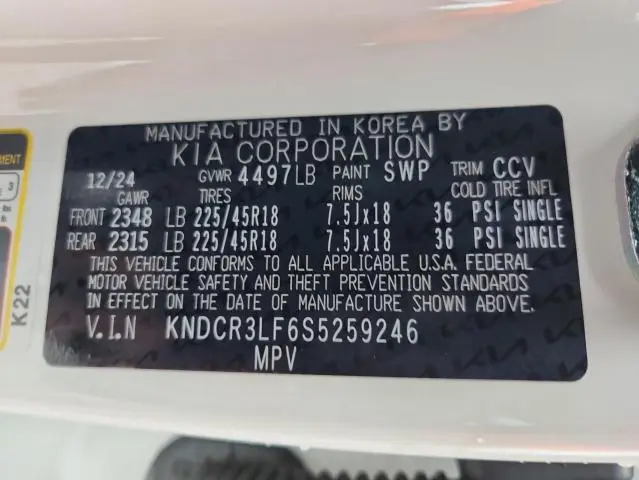 MANUFACTURED IN KOREA BY
KIA CORPORATION
12/24 GVWR 4497LB PAINT SWP TRIM CCV
GAWR TIRES RIMS COLD TIRE INFL
FRONT 2348 LB 225/45R18 7.5Jx18 36 PSI SINGLE
REAR 2315 LB 225/45R18 7.5Jx18 36 PSI SINGLE
THIS VEHICLE CONFORMS TO ALL APPLICABLE U.S.A. FEDERAL
MOTOR VEHICLE SAFETY AND THEFT PREVENTION STANDARDS
IN EFFECT ON THE DATE OF MANUFACTURE SHOWN ABOVE.
V.I.N KNDCR3LF6S5259246
MPV
MENT
3
K22